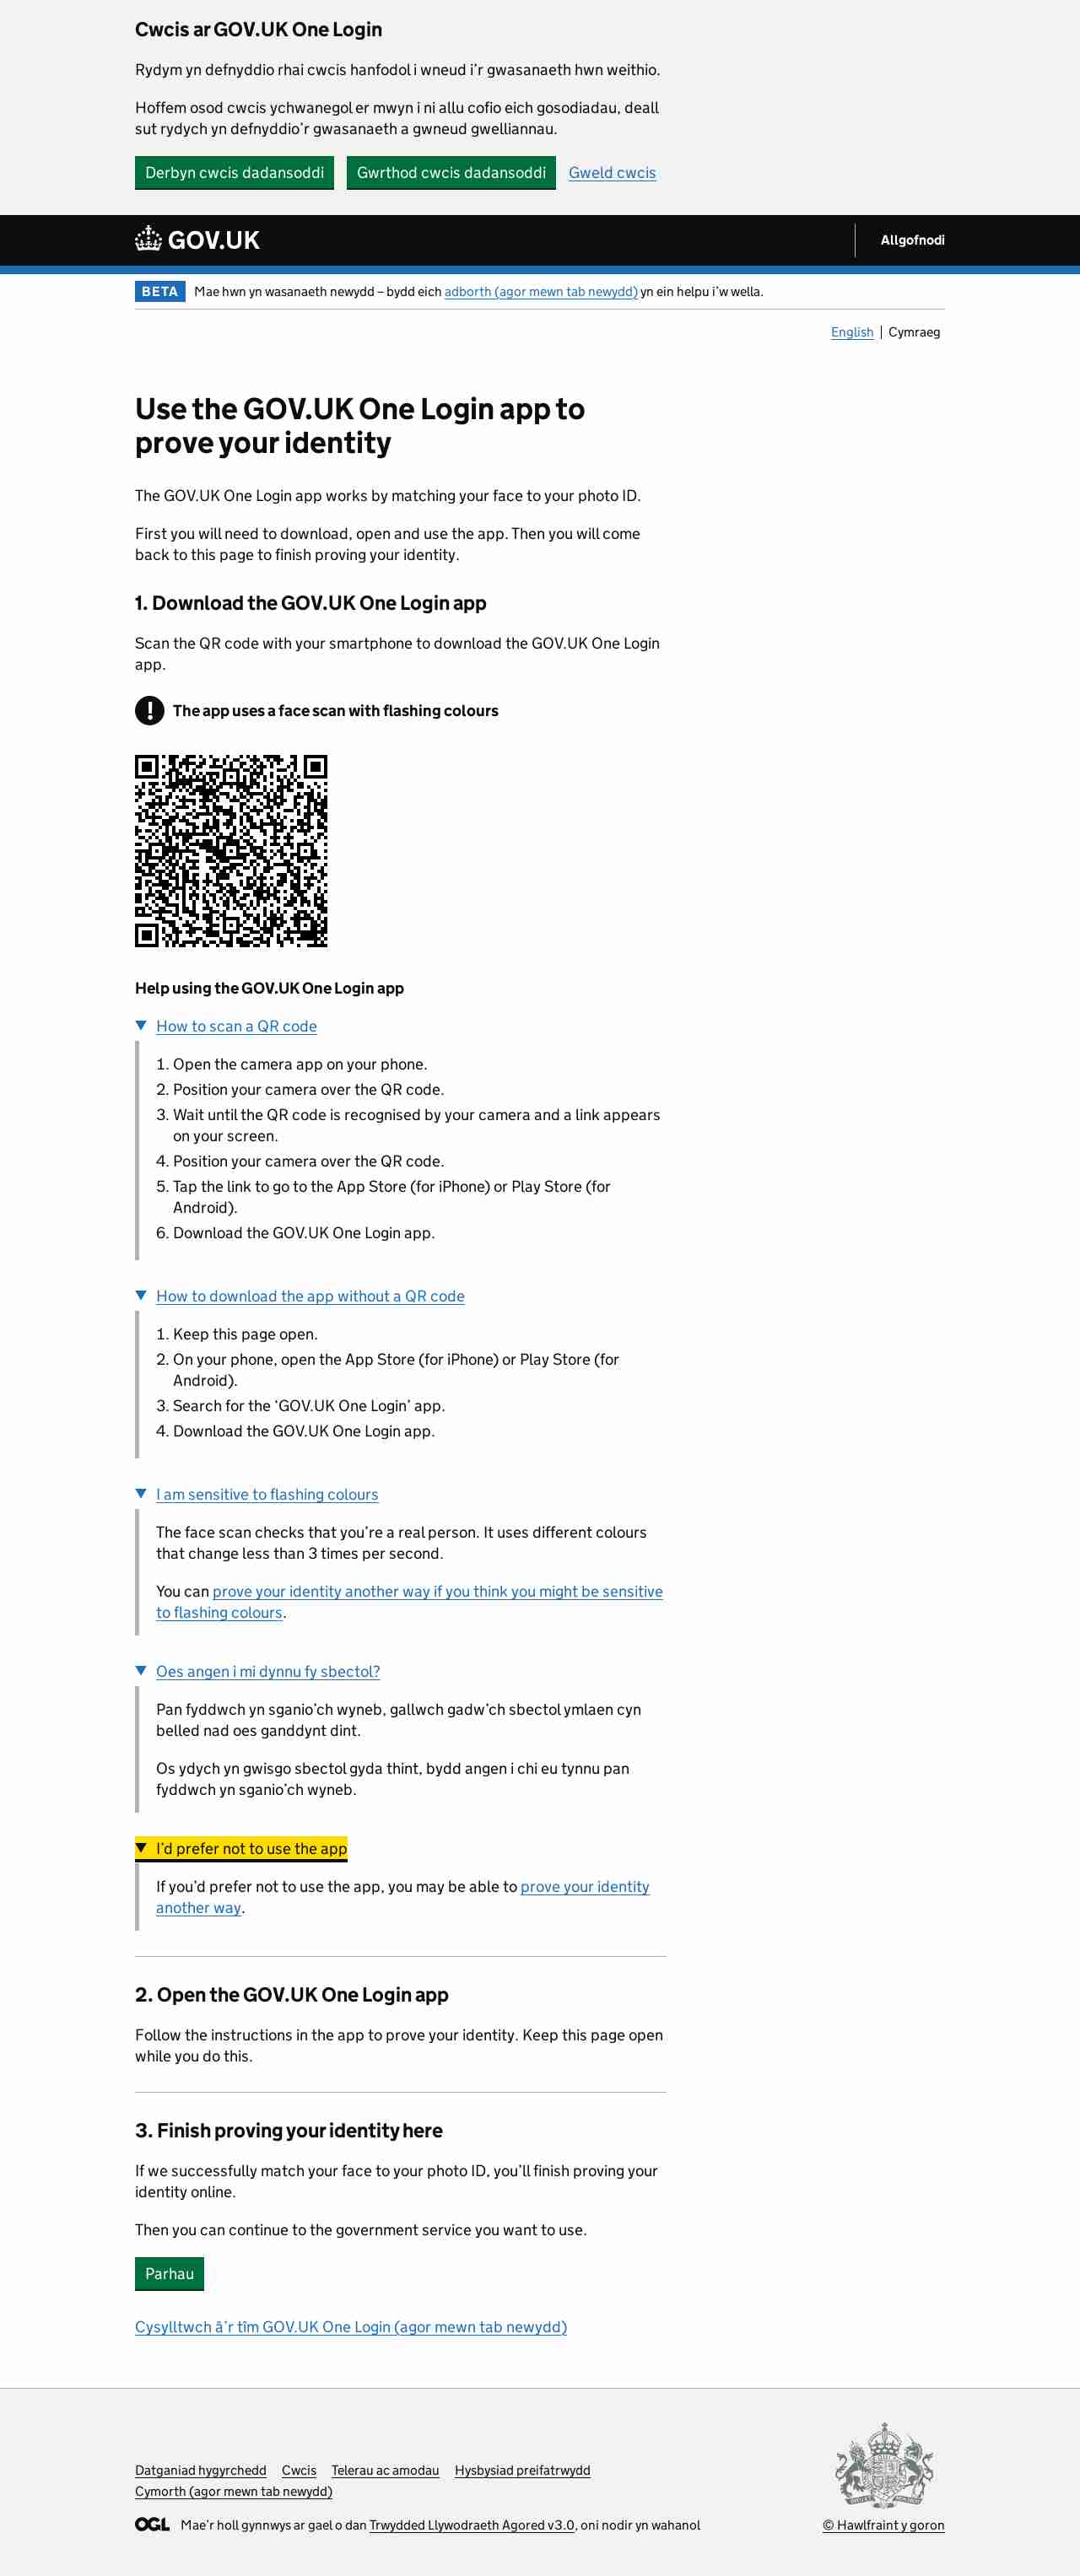 Cwcis ar GOV.UK One Login
Rydym yn defnyddio rhai cwcis hanfodol i wneud i’r gwasanaeth hwn weithio.
Hoffem osod cwcis ychwanegol er mwyn i ni allu cofio eich gosodiadau, deall
sut rydych yn defnyddio’r gwasanaeth a gwneud gwelliannau.
Derbyn cwcis dadansoddi Gwrthod cwcis dadansoddi Gweld cwcis
GOV.UK Allgofnodi
BETA Mae hwn yn wasanaeth newydd – bydd eich adborth (agor mewn tab newydd) yn ein helpu i’w wella.
English | Cymraeg
Use the GOV.UK One Login app to
prove your identity
The GOV.UK One Login app works by matching your face to your photo ID.
First you will need to download, open and use the app. Then you will come
back to this page to finish proving your identity.
1. Download the GOV.UK One Login app
Scan the QR code with your smartphone to download the GOV.UK One Login
app.
! The app uses a face scan with flashing colours
Help using the GOV.UK One Login app
How to scan a QR code
1. Open the camera app on your phone.
2. Position your camera over the QR code.
3. Wait until the QR code is recognised by your camera and a link appears
on your screen.
4. Position your camera over the QR code.
5. Tap the link to go to the App Store (for iPhone) or Play Store (for
Android).
6. Download the GOV.UK One Login app.
How to download the app without a QR code
1. Keep this page open.
2. On your phone, open the App Store (for iPhone) or Play Store (for
Android).
3. Search for the ‘GOV.UK One Login’ app.
4. Download the GOV.UK One Login app.
I am sensitive to flashing colours
The face scan checks that you’re a real person. It uses different colours
that change less than 3 times per second.
You can prove your identity another way if you think you might be sensitive
to flashing colours.
Oes angen i mi dynnu fy sbectol?
Pan fyddwch yn sganio’ch wyneb, gallwch gadw’ch sbectol ymlaen cyn
belled nad oes ganddynt dint.
Os ydych yn gwisgo sbectol gyda thint, bydd angen i chi eu tynnu pan
fyddwch yn sganio’ch wyneb.
I’d prefer not to use the app
If you’d prefer not to use the app, you may be able to prove your identity
another way.
2. Open the GOV.UK One Login app
Follow the instructions in the app to prove your identity. Keep this page open
while you do this.
3. Finish proving your identity here
If we successfully match your face to your photo ID, you’ll finish proving your
identity online.
Then you can continue to the government service you want to use.
Parhau
Cysylltwch â’r tîm GOV.UK One Login (agor mewn tab newydd)
Datganiad hygyrchedd Cwcis Telerau ac amodau Hysbysiad preifatrwydd
Cymorth (agor mewn tab newydd)
OGL Mae’r holl gynnwys ar gael o dan Trwydded Llywodraeth Agored v3.0, oni nodir yn wahanol
© Hawlfraint y goron